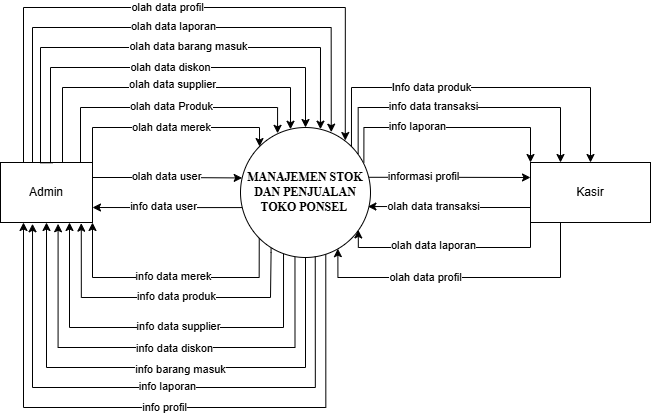 olah data profil
olah data laporan
olah data barang masuk
olah data diskon
olah data supplier
olah data Produk
olah data merek
olah data user
info data user
info data merek
info data produk
info data supplier
info data diskon
info barang masuk
info laporan
info profil
Admin
MANAJEMEN STOK
DAN PENJUALAN
TOKO PONSEL
Info data produk
info data transaksi
info laporan
informasi profil
olah data transaksi
olah data laporan
olah data profil
Kasir